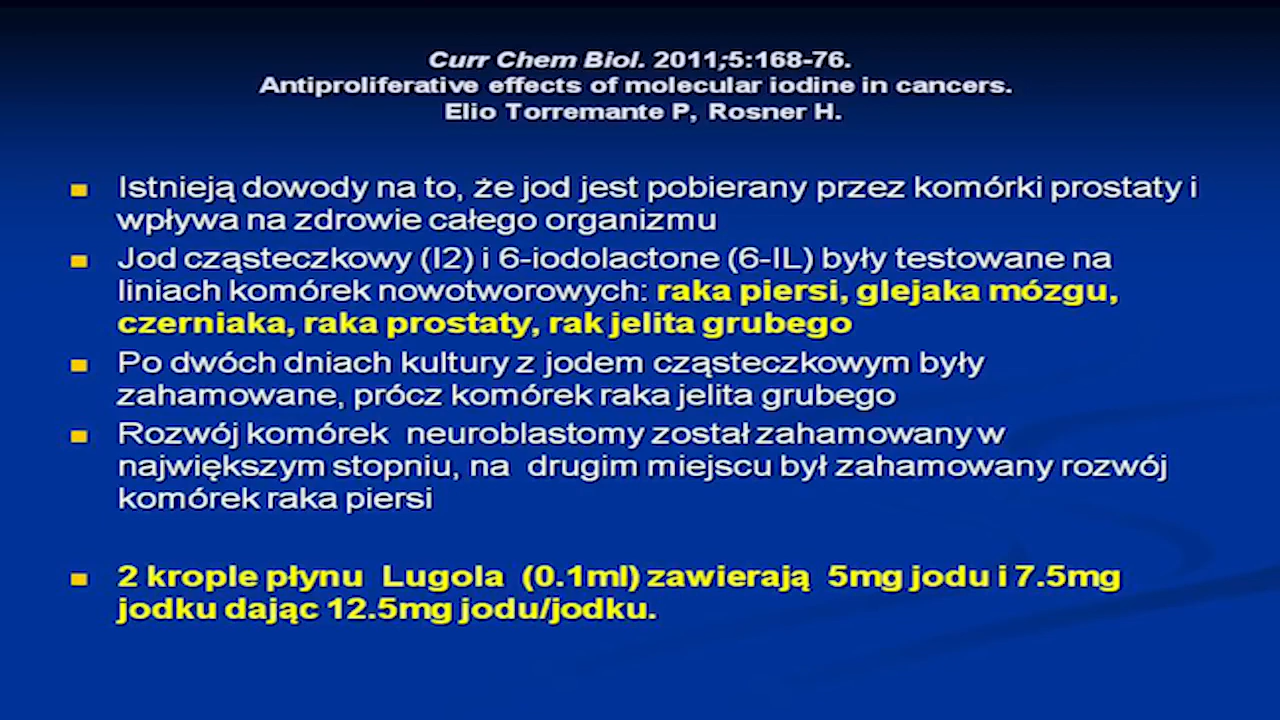 Curr Chem Biol. 2011;5:168-76.
Antiproliferative effects of molecular iodine in cancers.
Elio Torremante P, Rosner H.
Istnieją dowody na to, że jod jest pobierany przez komórki prostaty i
wpływa na zdrowie całego organizmu
Jod cząsteczkowy (I2) i 6-iodolactone (6-IL) były testowane na
liniach komórek nowotworowych: raka piersi, glejaka mózgu,
czerniaka, raka prostaty, rak jelita grubego
Po dwóch dniach kultury z jodem cząsteczkowym były
zahamowane, prócz komórek raka jelita grubego
Rozwój komórek neuroblastomy został zahamowany w
największym stopniu, na drugim miejscu był zahamowany rozwój
komórek raka piersi
2 krople płynu Lugola (0.1ml) zawierają 5mg jodu i 7.5mg
jodku dając 12.5mg jodu/jodku.